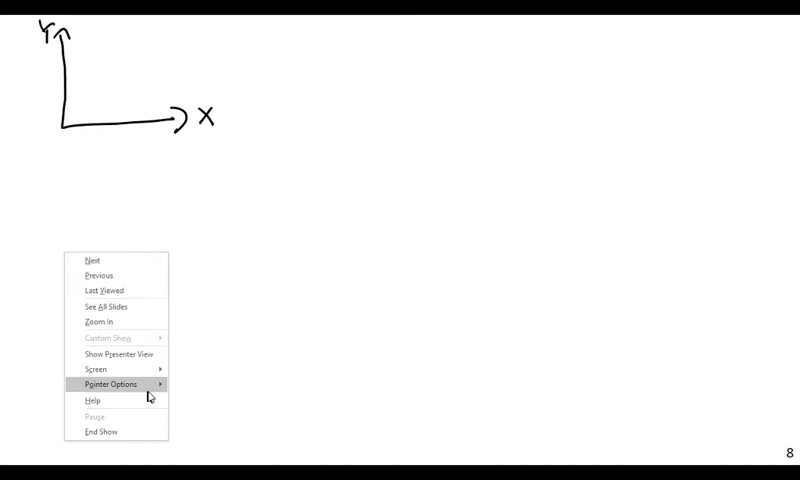 Y
X
Next
Previous
Last Viewed
See All Slides
Zoom In
Custom Show
Show Presenter View
Screen
Pointer Options
Help
Pause
End Show
8